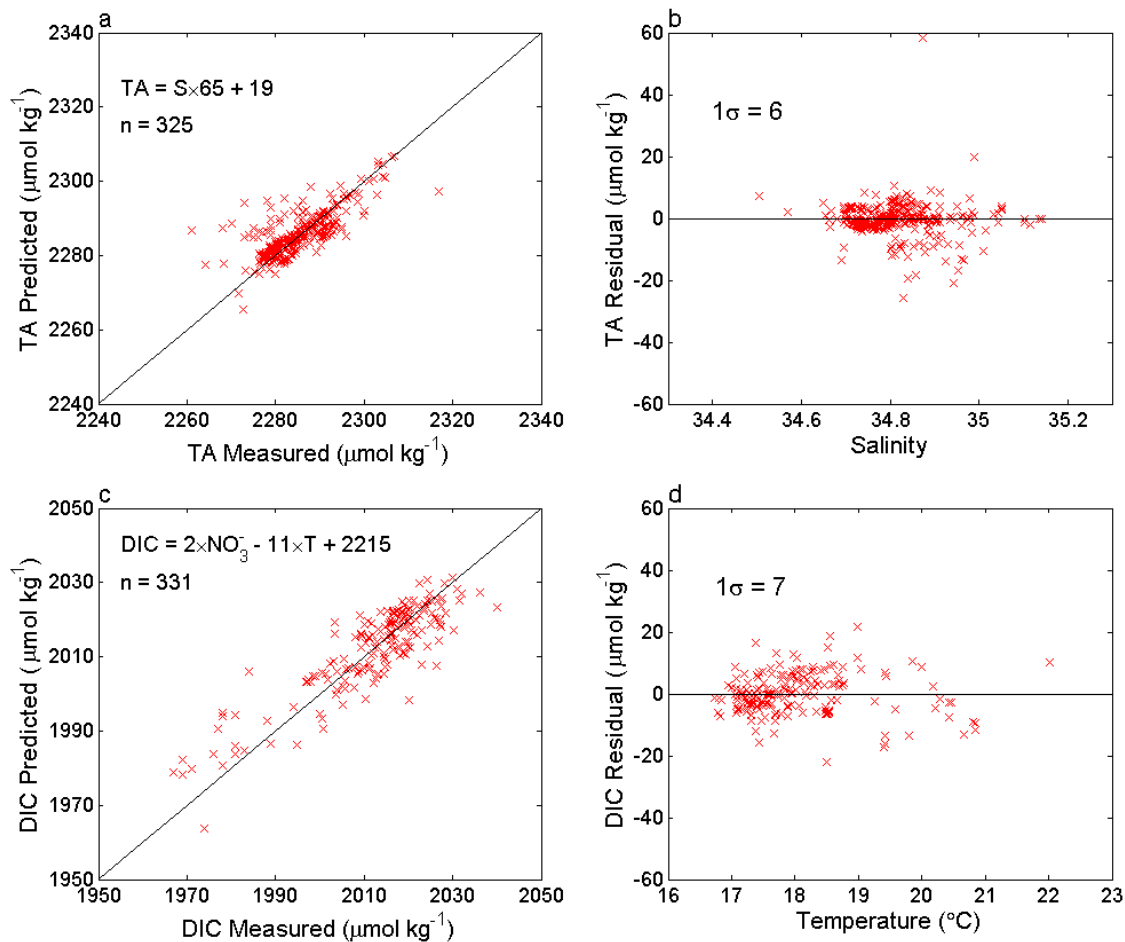 a
2340
2320
2300
2280
2260
2240
TA Predicted (μmol kg⁻¹)
TA = S×65 + 19
n = 325
2240 2260 2280 2300 2320 2340
TA Measured (μmol kg⁻¹)
b
60
40
20
0
-20
-40
-60
TA Residual (μmol kg⁻¹)
1σ = 6
34.4 34.6 34.8 35 35.2
Salinity
c
2050
2030
2010
1990
1970
1950
DIC Predicted (μmol kg⁻¹)
DIC = 2×NO₃⁻ - 11×T + 2215
n = 331
1950 1970 1990 2010 2030 2050
DIC Measured (μmol kg⁻¹)
d
60
40
20
0
-20
-40
-60
DIC Residual (μmol kg⁻¹)
1σ = 7
16 17 18 19 20 21 22 23
Temperature (°C)